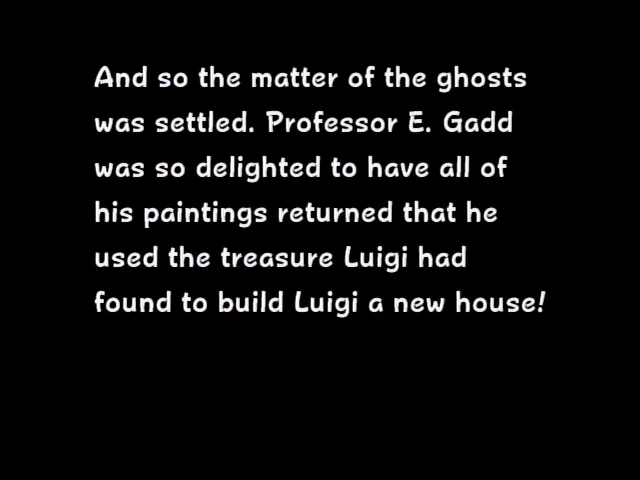 And so the matter of the ghosts
was settled. Professor E. Gadd
was so delighted to have all of
his paintings returned that he
used the treasure Luigi had
found to build Luigi a new house!